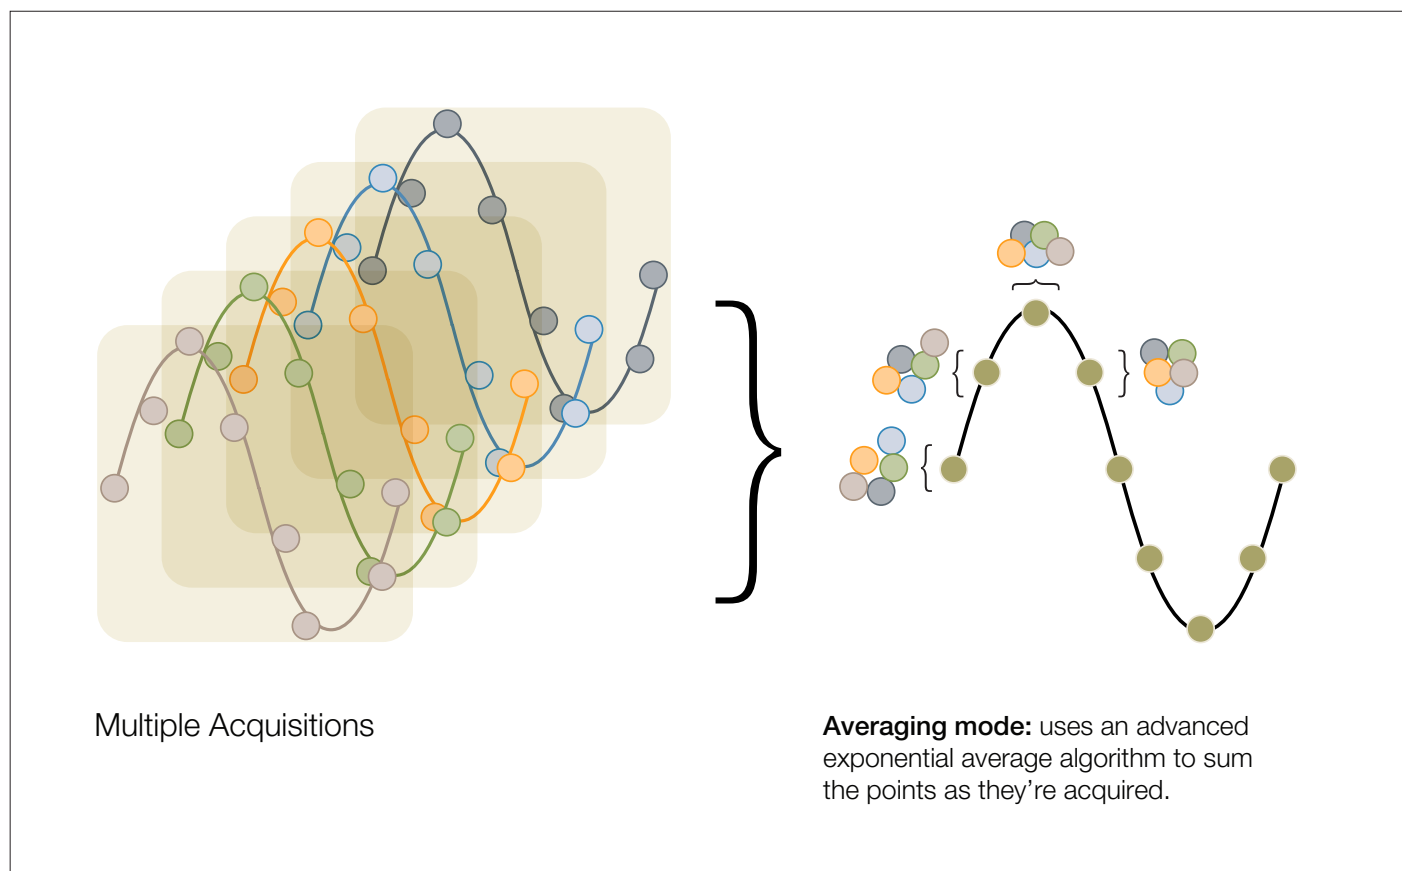 Multiple Acquisitions
Averaging mode: uses an advanced
exponential average algorithm to sum
the points as they’re acquired.